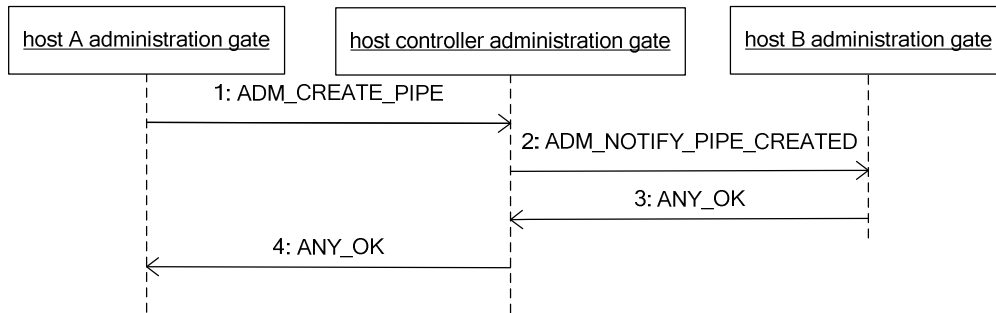 host A administration gate
host controller administration gate
host B administration gate
1: ADM_CREATE_PIPE
2: ADM_NOTIFY_PIPE_CREATED
3: ANY_OK
4: ANY_OK